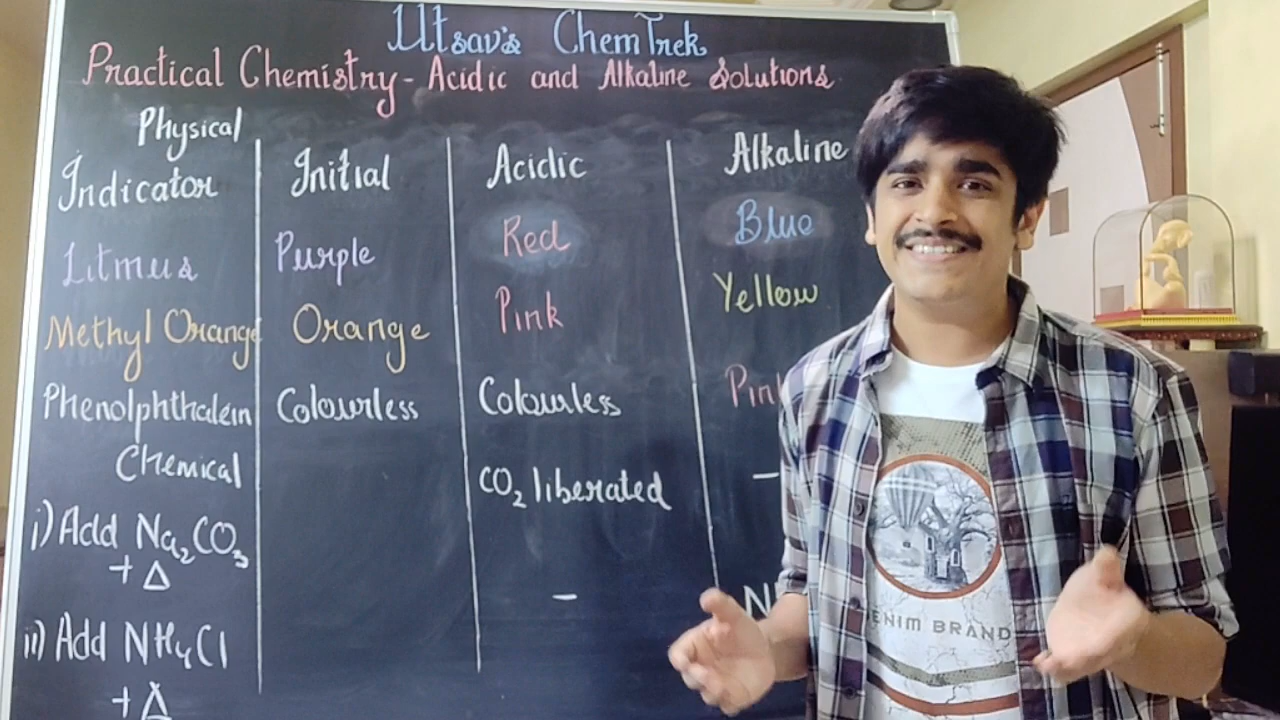 Utsav's ChemTrek
Practical Chemistry - Acidic and Alkaline Solutions
Physical
Indicator Initial Acidic Alkaline
Litmus Purple Red Blue
Methyl Orange Orange Pink Yellow
Phenolphthalein Colourless Colourless Pink
Chemical
i) Add Na₂CO₃ CO₂ liberated -
+ Δ
ii) Add NH₄Cl -
+ Δ
DENIM BRAND